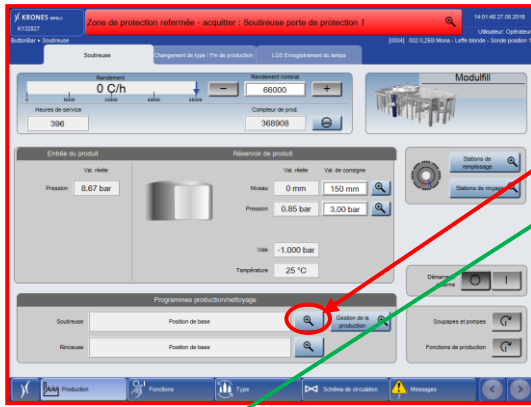 KRONES
K132827
Zone de protection refermée - acquitter : Soutireuse porte de protection 1
14:01:40 27.08.2018
Utilisateur: Opérateur
ButtonBar ▸ Soutireuse
[0004] 002 0,250l Mona - Leffe blonde - Sonde position 1
Soutireuse
Changement de type / Fin de production
LDS Enregistrement du temps
Rendement
0 Ç/h
Rendement nominal
66000
Modulfill
Heures de service
396
Compteur de prod.
368908
Entrée du produit
Réservoir de produit
Val. réelle
Val. réelle
Val. de consigne
Pression
8.67 bar
Niveau
0 mm
150 mm
Pression
0.85 bar
3.00 bar
Vide
-1.000 bar
Température
25 °C
Stations de remplissage
Stations de rinçage
Programmes production/nettoyage
Soutireuse
Position de base
Gestion de la production
Rinceuse
Position de base
Soupapes et pompes
Fonctions de production
Production
Fonctions
Type
Schéma de circulation
Messages